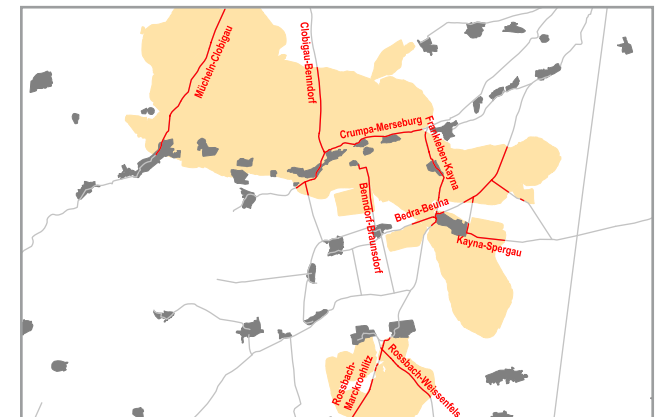 Mücheln-Clobigau
Clobigau-Benndorf
Crumpa-Merseburg
Frankleben-Kayna
Benndorf-Braunsdorf
Bedra-Beuna
Kayna-Spergau
Rossbach-
Marckroehlitz
Rossbach-Weissenfels